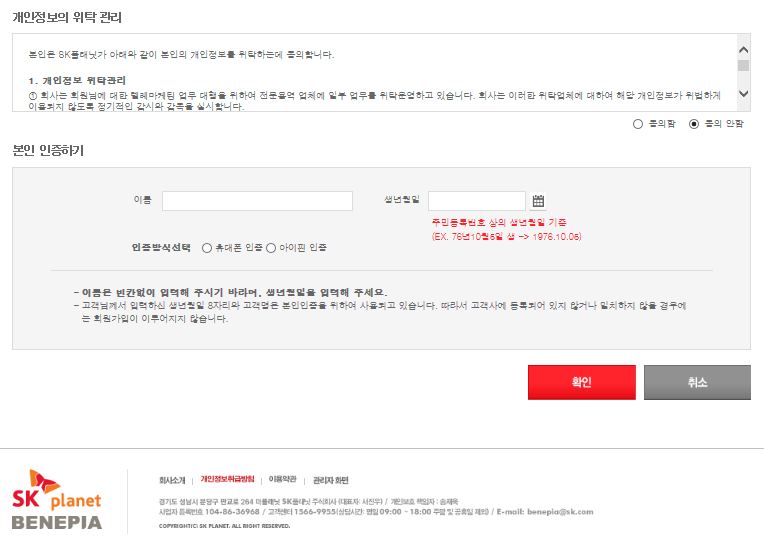 개인정보의 위탁 관리
본인은 SK플래닛가 아래와 같이 본인의 개인정보를 위탁하는데 동의합니다.
1. 개인정보 위탁관리
① 회사는 회원님에 대한 텔레마케팅 업무 대행을 위하여 전문용역 업체에 일부 업무를 위탁운영하고 있습니다. 회사는 이러한 위탁업체에 대하여 해당 개인정보가 위법하게
이용되지 않도록 정기적인 감시와 감독을 실시합니다.
동의함 동의 안함
본인 인증하기
이름 생년월일
주민등록번호 상의 생년월일 기준
(EX. 76년10월6일 생 -> 1976.10.06)
인증방식선택 휴대폰 인증 아이핀 인증
- 이름은 빈칸없이 입력해 주시기 바라며, 생년월일을 입력해 주세요.
- 고객님께서 입력하신 생년월일 8자리와 고객명은 본인인증을 위하여 사용되고 있습니다. 따라서 고객사에 등록되어 있지 않거나 일치하지 않을 경우에
는 회원가입이 이루어지지 않습니다.
확인 취소
회사소개 | 개인정보취급방침 | 이용약관 | 관리자 화면
SK planet
BENEPIA
경기도 성남시 분당구 판교로 264 더플래닛 SK플래닛 주식회사 (대표자: 서진우) / 개인보호 책임자 : 송재욱
사업자 등록번호 104-86-36968 / 고객센터 1566-9955(상담시간: 평일 09:00 ~ 18:00 주말 및 공휴일 제외) / E-mail: benepia@sk.com
COPYRIGHT(C) SK PLANET. ALL RIGHT RESERVED.